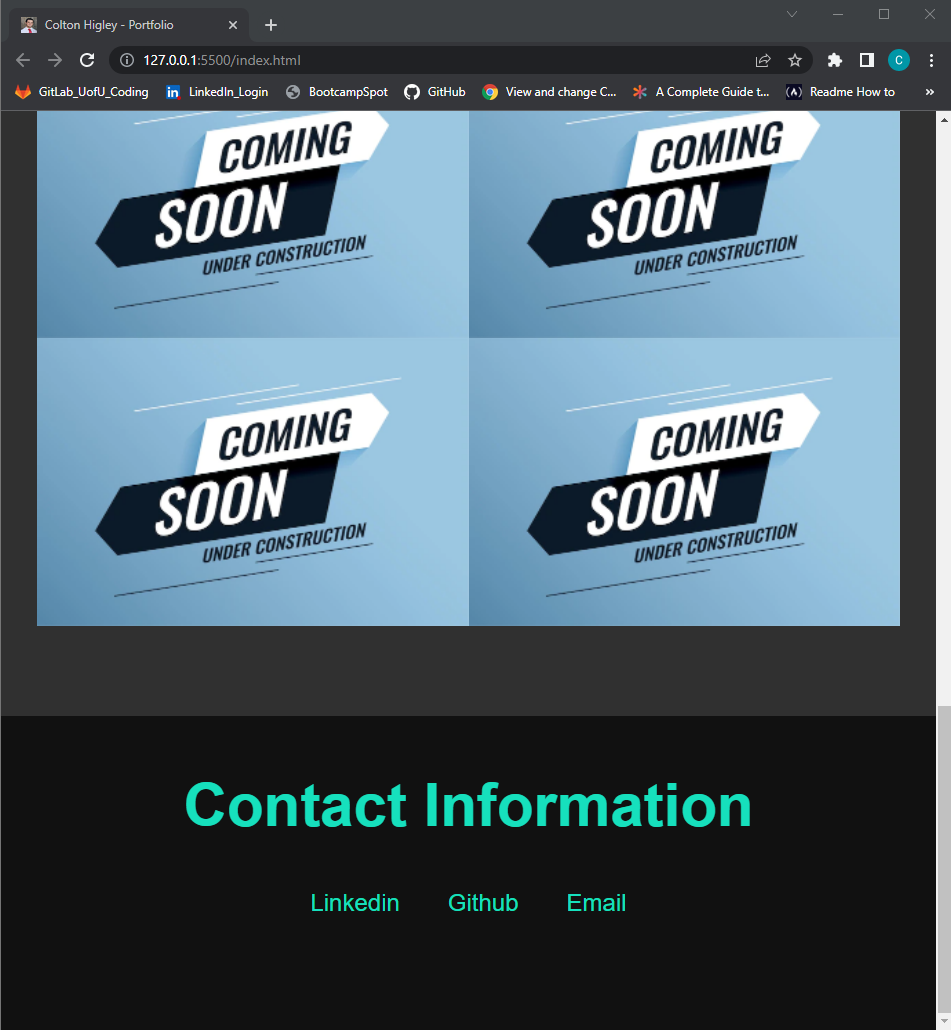 Colton Higley - Portfolio
127.0.0.1:5500/index.html
C
GitLab_UofU_Coding LinkedIn_Login BootcampSpot GitHub View and change C... A Complete Guide t... Readme How to »
COMING
SOON
UNDER CONSTRUCTION
COMING
SOON
UNDER CONSTRUCTION
COMING
SOON
UNDER CONSTRUCTION
COMING
SOON
UNDER CONSTRUCTION
Contact Information
Linkedin Github Email